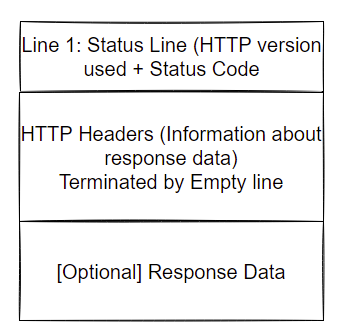 Line 1: Status Line (HTTP version
used + Status Code
HTTP Headers (Information about
response data)
Terminated by Empty line
[Optional] Response Data